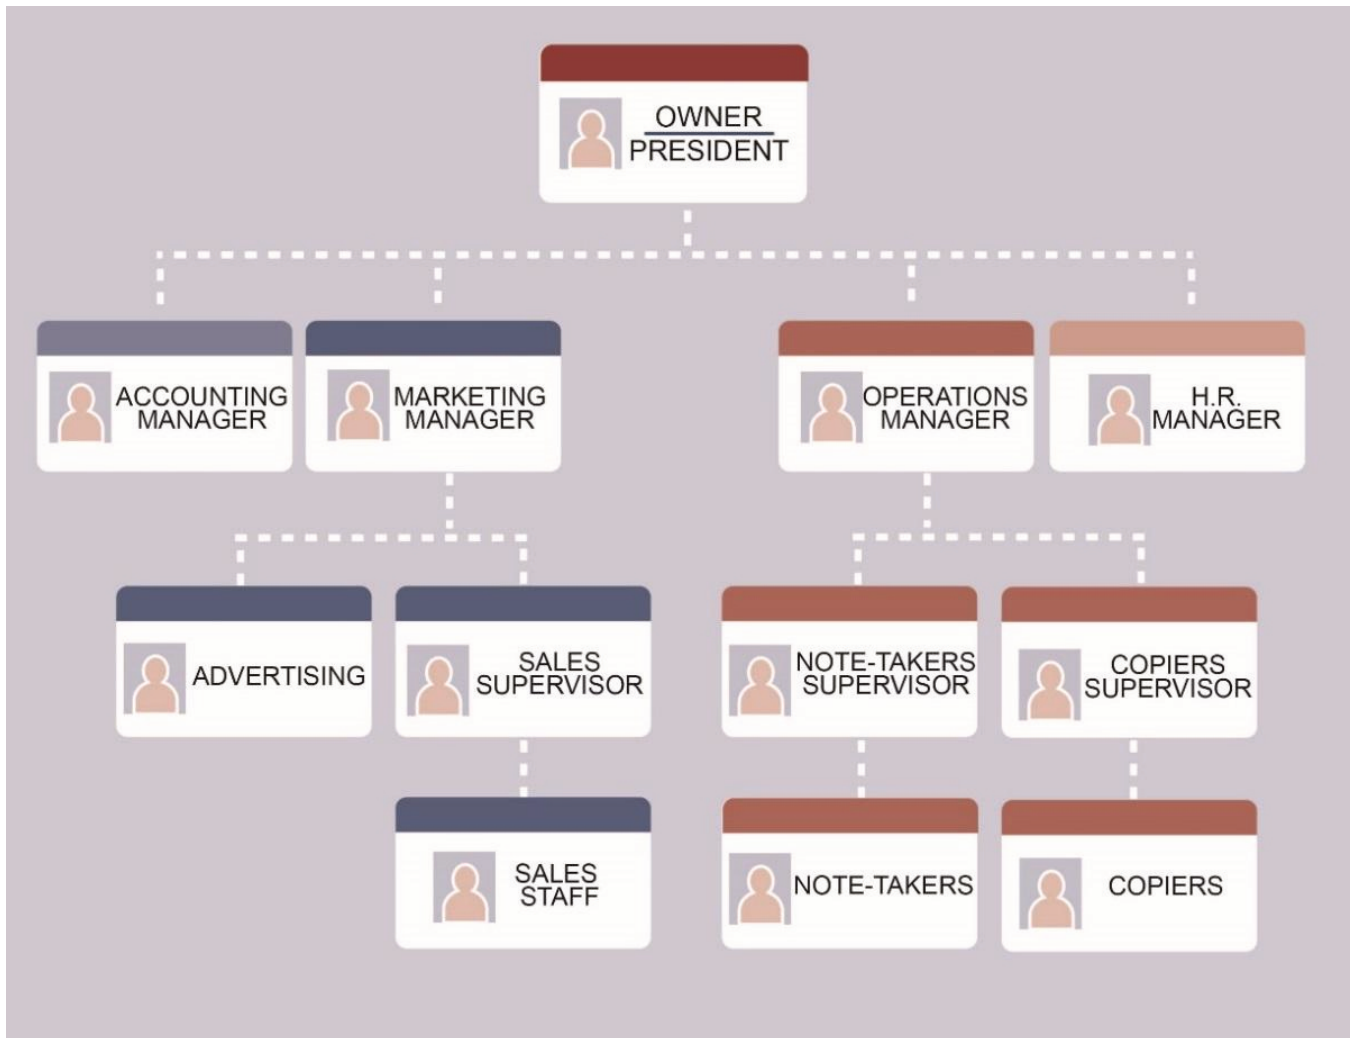 OWNER
PRESIDENT
ACCOUNTING
MANAGER
MARKETING
MANAGER
OPERATIONS
MANAGER
H.R.
MANAGER
ADVERTISING
SALES
SUPERVISOR
NOTE-TAKERS
SUPERVISOR
COPIERS
SUPERVISOR
SALES
STAFF
NOTE-TAKERS
COPIERS